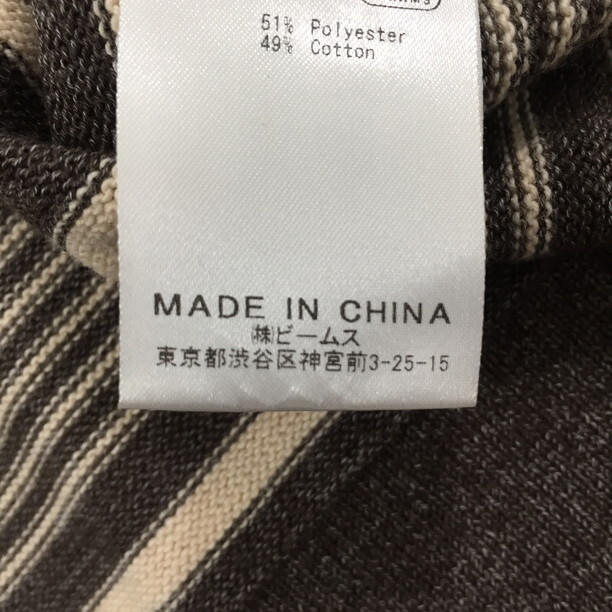 51% Polyester
49% Cotton
MADE IN CHINA
㈱ビームス
東京都渋谷区神宮前3-25-15